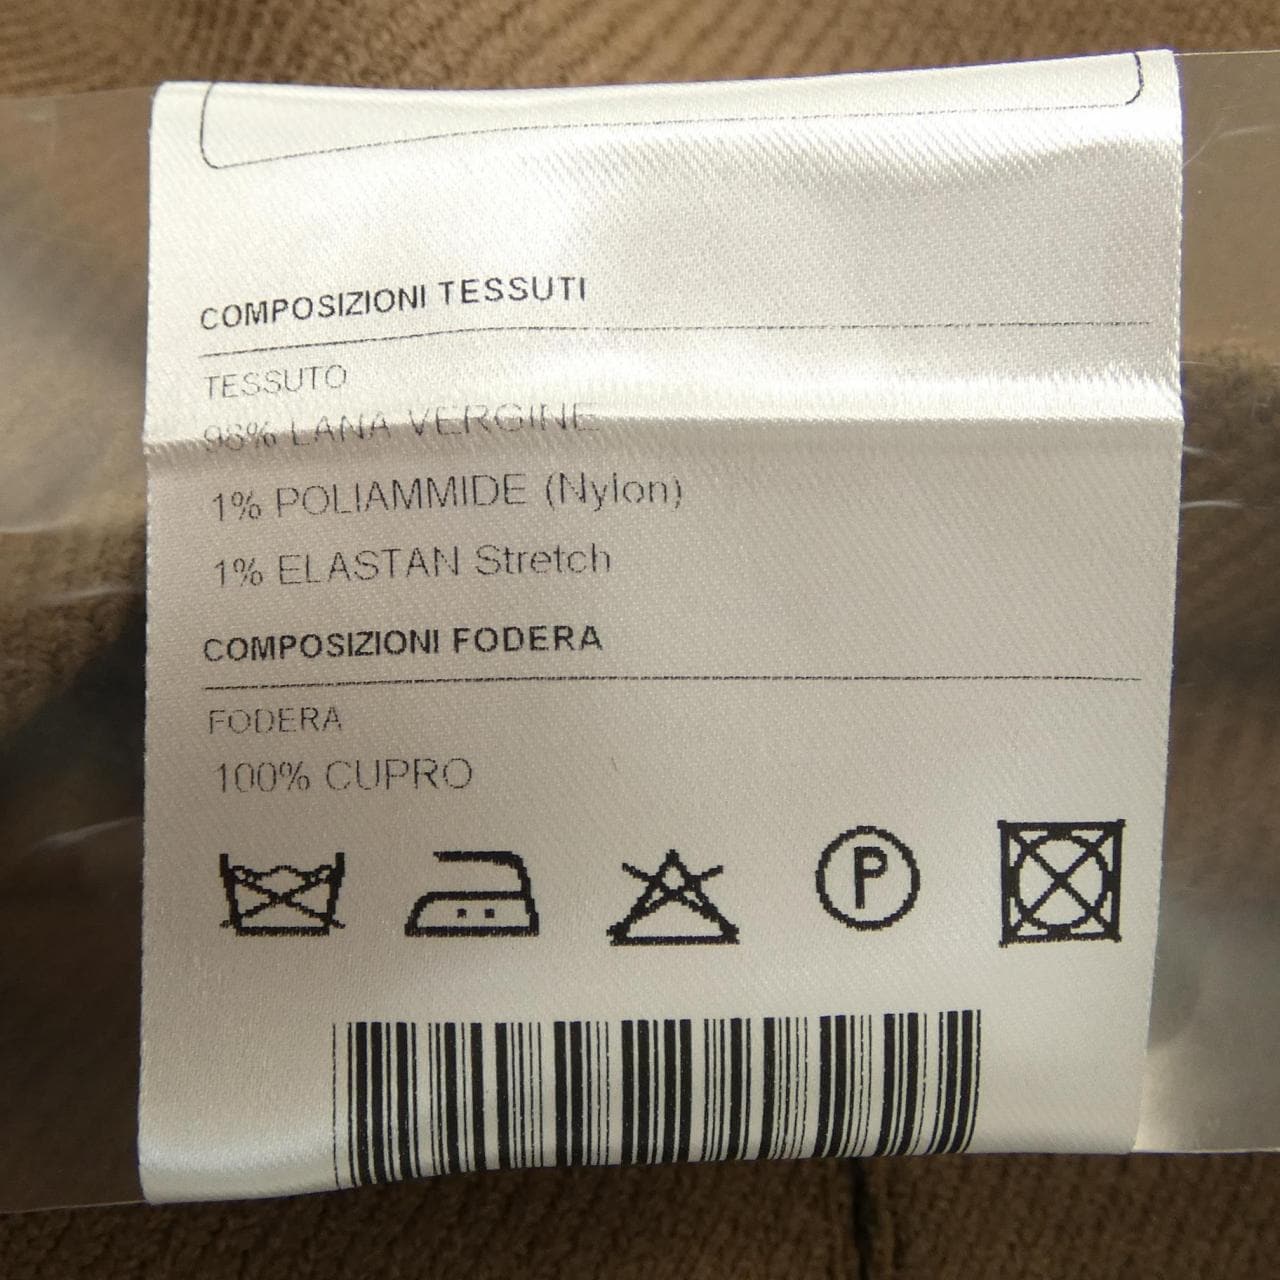 COMPOSIZIONI TESSUTI
TESSUTO
98% LANA VERGINE
1% POLIAMMIDE (Nylon)
1% ELASTAN Stretch
COMPOSIZIONI FODERA
FODERA
100% CUPRO
P